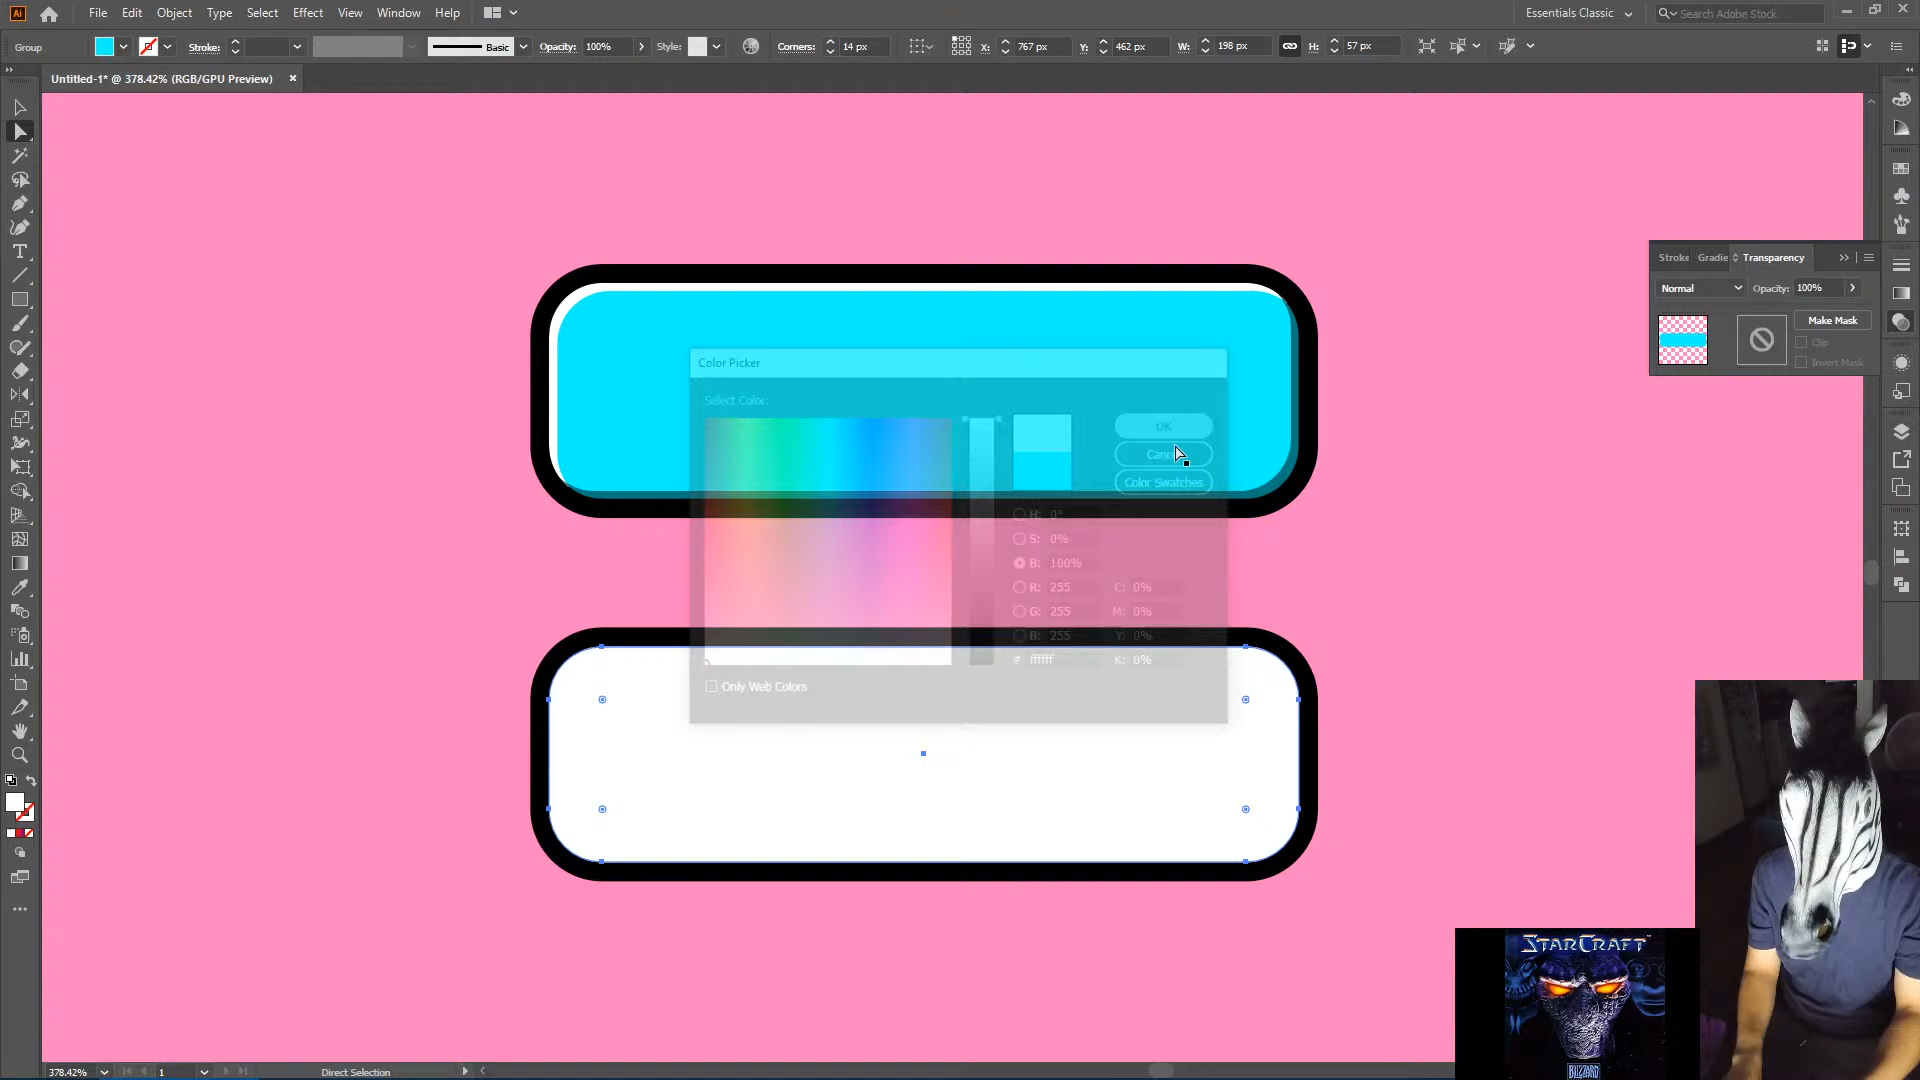 Ai File Edit Object Type Select Effect View Window Help Essentials Classic Search Adobe Stock
Group Stroke: Basic Opacity: 100% Style: Corners: 14 px X: 767 px Y: 462 px W: 198 px H: 57 px
Untitled-1* @ 378.42% (RGB/GPU Preview)
Stroke Gradie Transparency
Normal Opacity: 100%
Make Mask
Clip
Invert Mask
Color Picker
Select Color:
OK
Color Swatches
H: 0°
S: 0%
B: 100%
R: 255 C: 0%
G: 255 M: 0%
B: 255 Y: 0%
# ffffff K: 0%
Only Web Colors
STARCRAFT
BLIZZARD
378.42% 1 Direct Selection